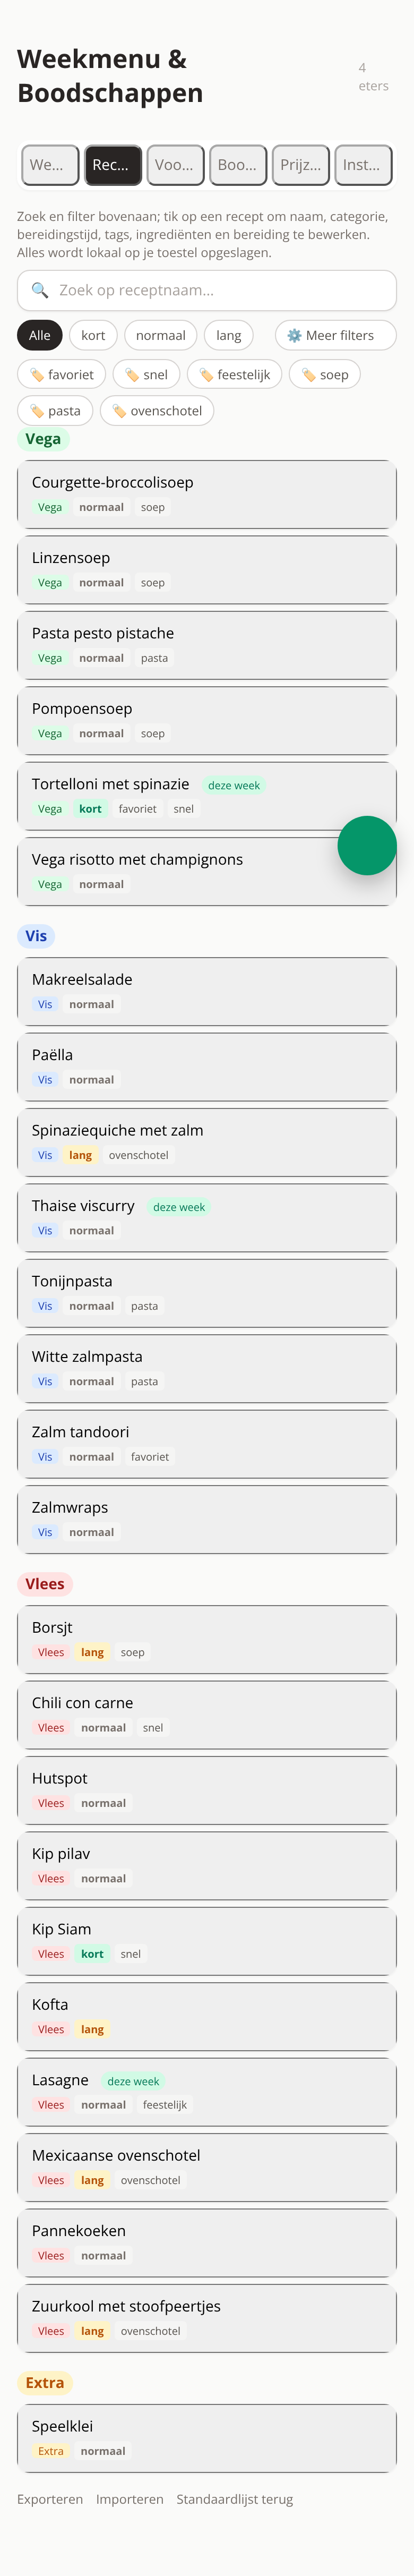 Weekmenu &
Boodschappen
4
eters
We... Rec... Voo... Boo... Prijz... Inst...
Zoek en filter bovenaan; tik op een recept om naam, categorie,
bereidingstijd, tags, ingrediënten en bereiding te bewerken.
Alles wordt lokaal op je toestel opgeslagen.
Zoek op receptnaam...
Alle kort normaal lang Meer filters
favoriet snel feestelijk soep
pasta ovenschotel
Vega
Courgette-broccolisoep
Vega normaal soep
Linzensoep
Vega normaal soep
Pasta pesto pistache
Vega normaal pasta
Pompoensoep
Vega normaal soep
Tortelloni met spinazie deze week
Vega kort favoriet snel
Vega risotto met champignons
Vega normaal
Vis
Makreelsalade
Vis normaal
Paëlla
Vis normaal
Spinaziequiche met zalm
Vis lang ovenschotel
Thaise viscurry deze week
Vis normaal
Tonijnpasta
Vis normaal pasta
Witte zalmpasta
Vis normaal pasta
Zalm tandoori
Vis normaal favoriet
Zalmwraps
Vis normaal
Vlees
Borsjt
Vlees lang soep
Chili con carne
Vlees normaal snel
Hutspot
Vlees normaal
Kip pilav
Vlees normaal
Kip Siam
Vlees kort snel
Kofta
Vlees lang
Lasagne deze week
Vlees normaal feestelijk
Mexicaanse ovenschotel
Vlees lang ovenschotel
Pannekoeken
Vlees normaal
Zuurkool met stoofpeertjes
Vlees lang ovenschotel
Extra
Speelklei
Extra normaal
Exporteren Importeren Standaardlijst terug